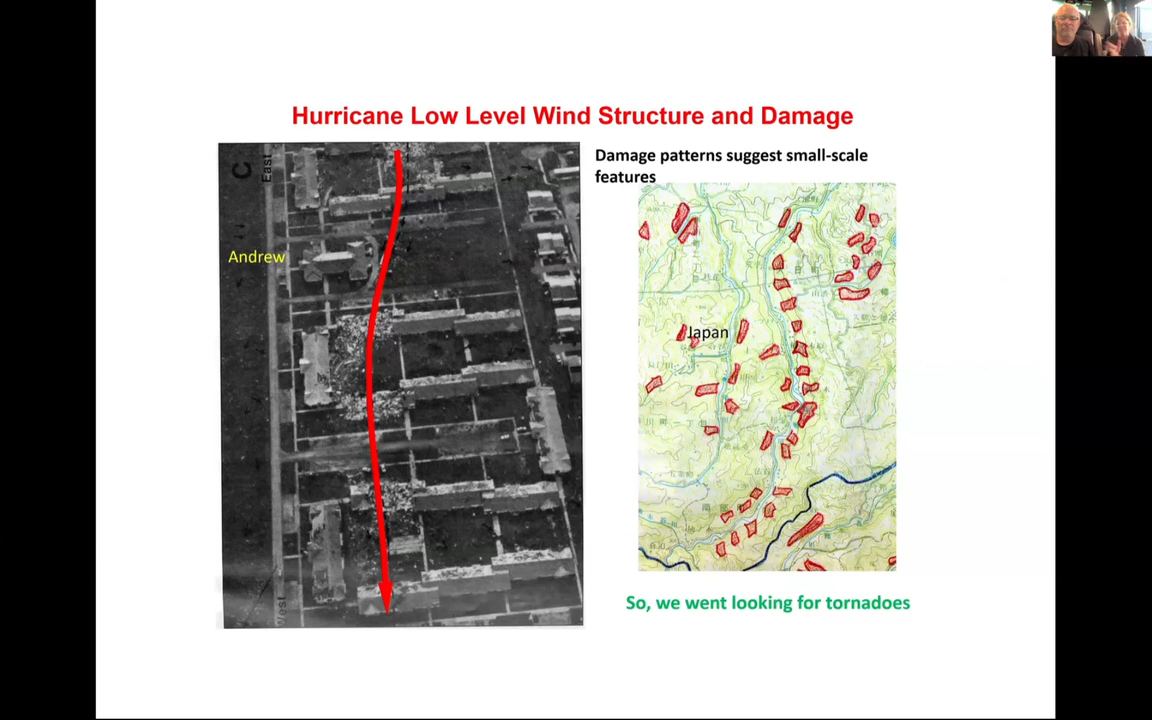 Hurricane Low Level Wind Structure and Damage
C
East
Damage patterns suggest small-scale
features
Andrew
Japan
West
So, we went looking for tornadoes